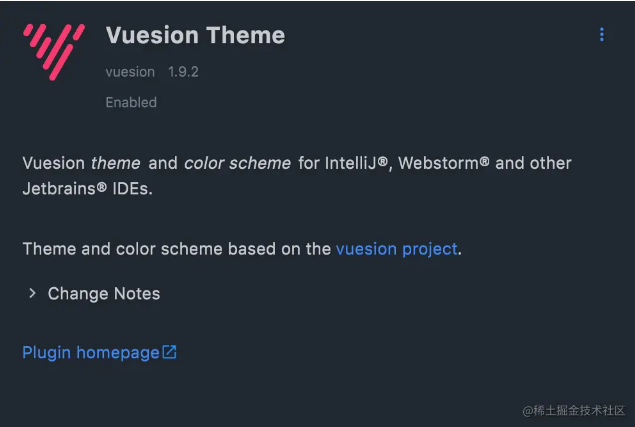 Vuesion Theme
vuesion 1.9.2
Enabled
Vuesion theme and color scheme for IntelliJ®, Webstorm® and other
Jetbrains® IDEs.
Theme and color scheme based on the vuesion project.
Change Notes
Plugin homepage
@稀土掘金技术社区